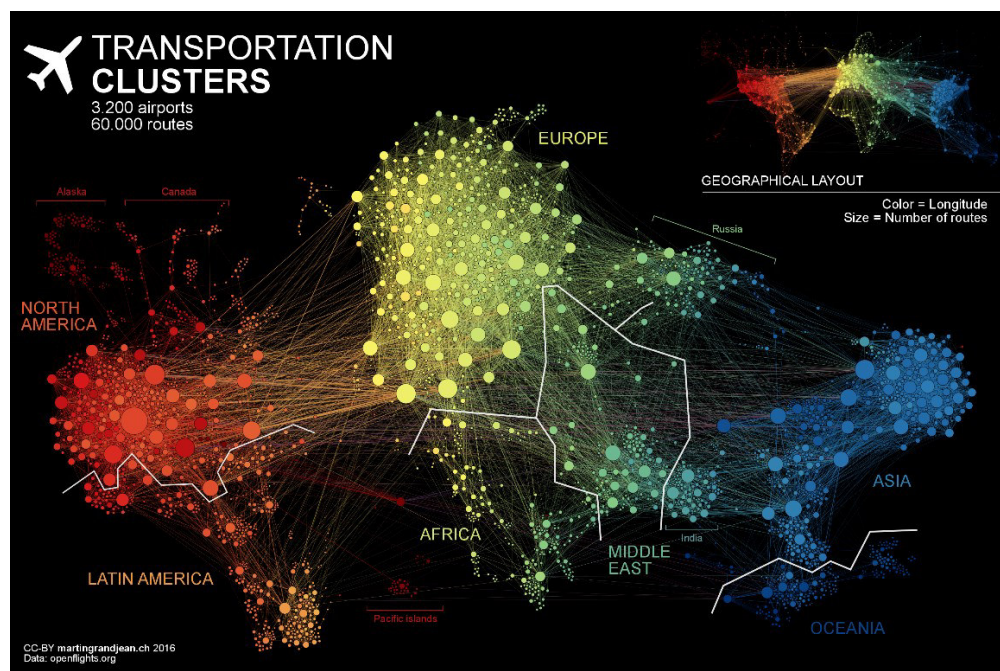 TRANSPORTATION
CLUSTERS
3.200 airports
60.000 routes
EUROPE
GEOGRAPHICAL LAYOUT
Color = Longitude
Size = Number of routes
Alaska
Canada
Russia
NORTH
AMERICA
ASIA
AFRICA
India
MIDDLE
EAST
LATIN AMERICA
Pacific islands
OCEANIA
CC-BY martingrandjean.ch 2016
Data: openflights.org